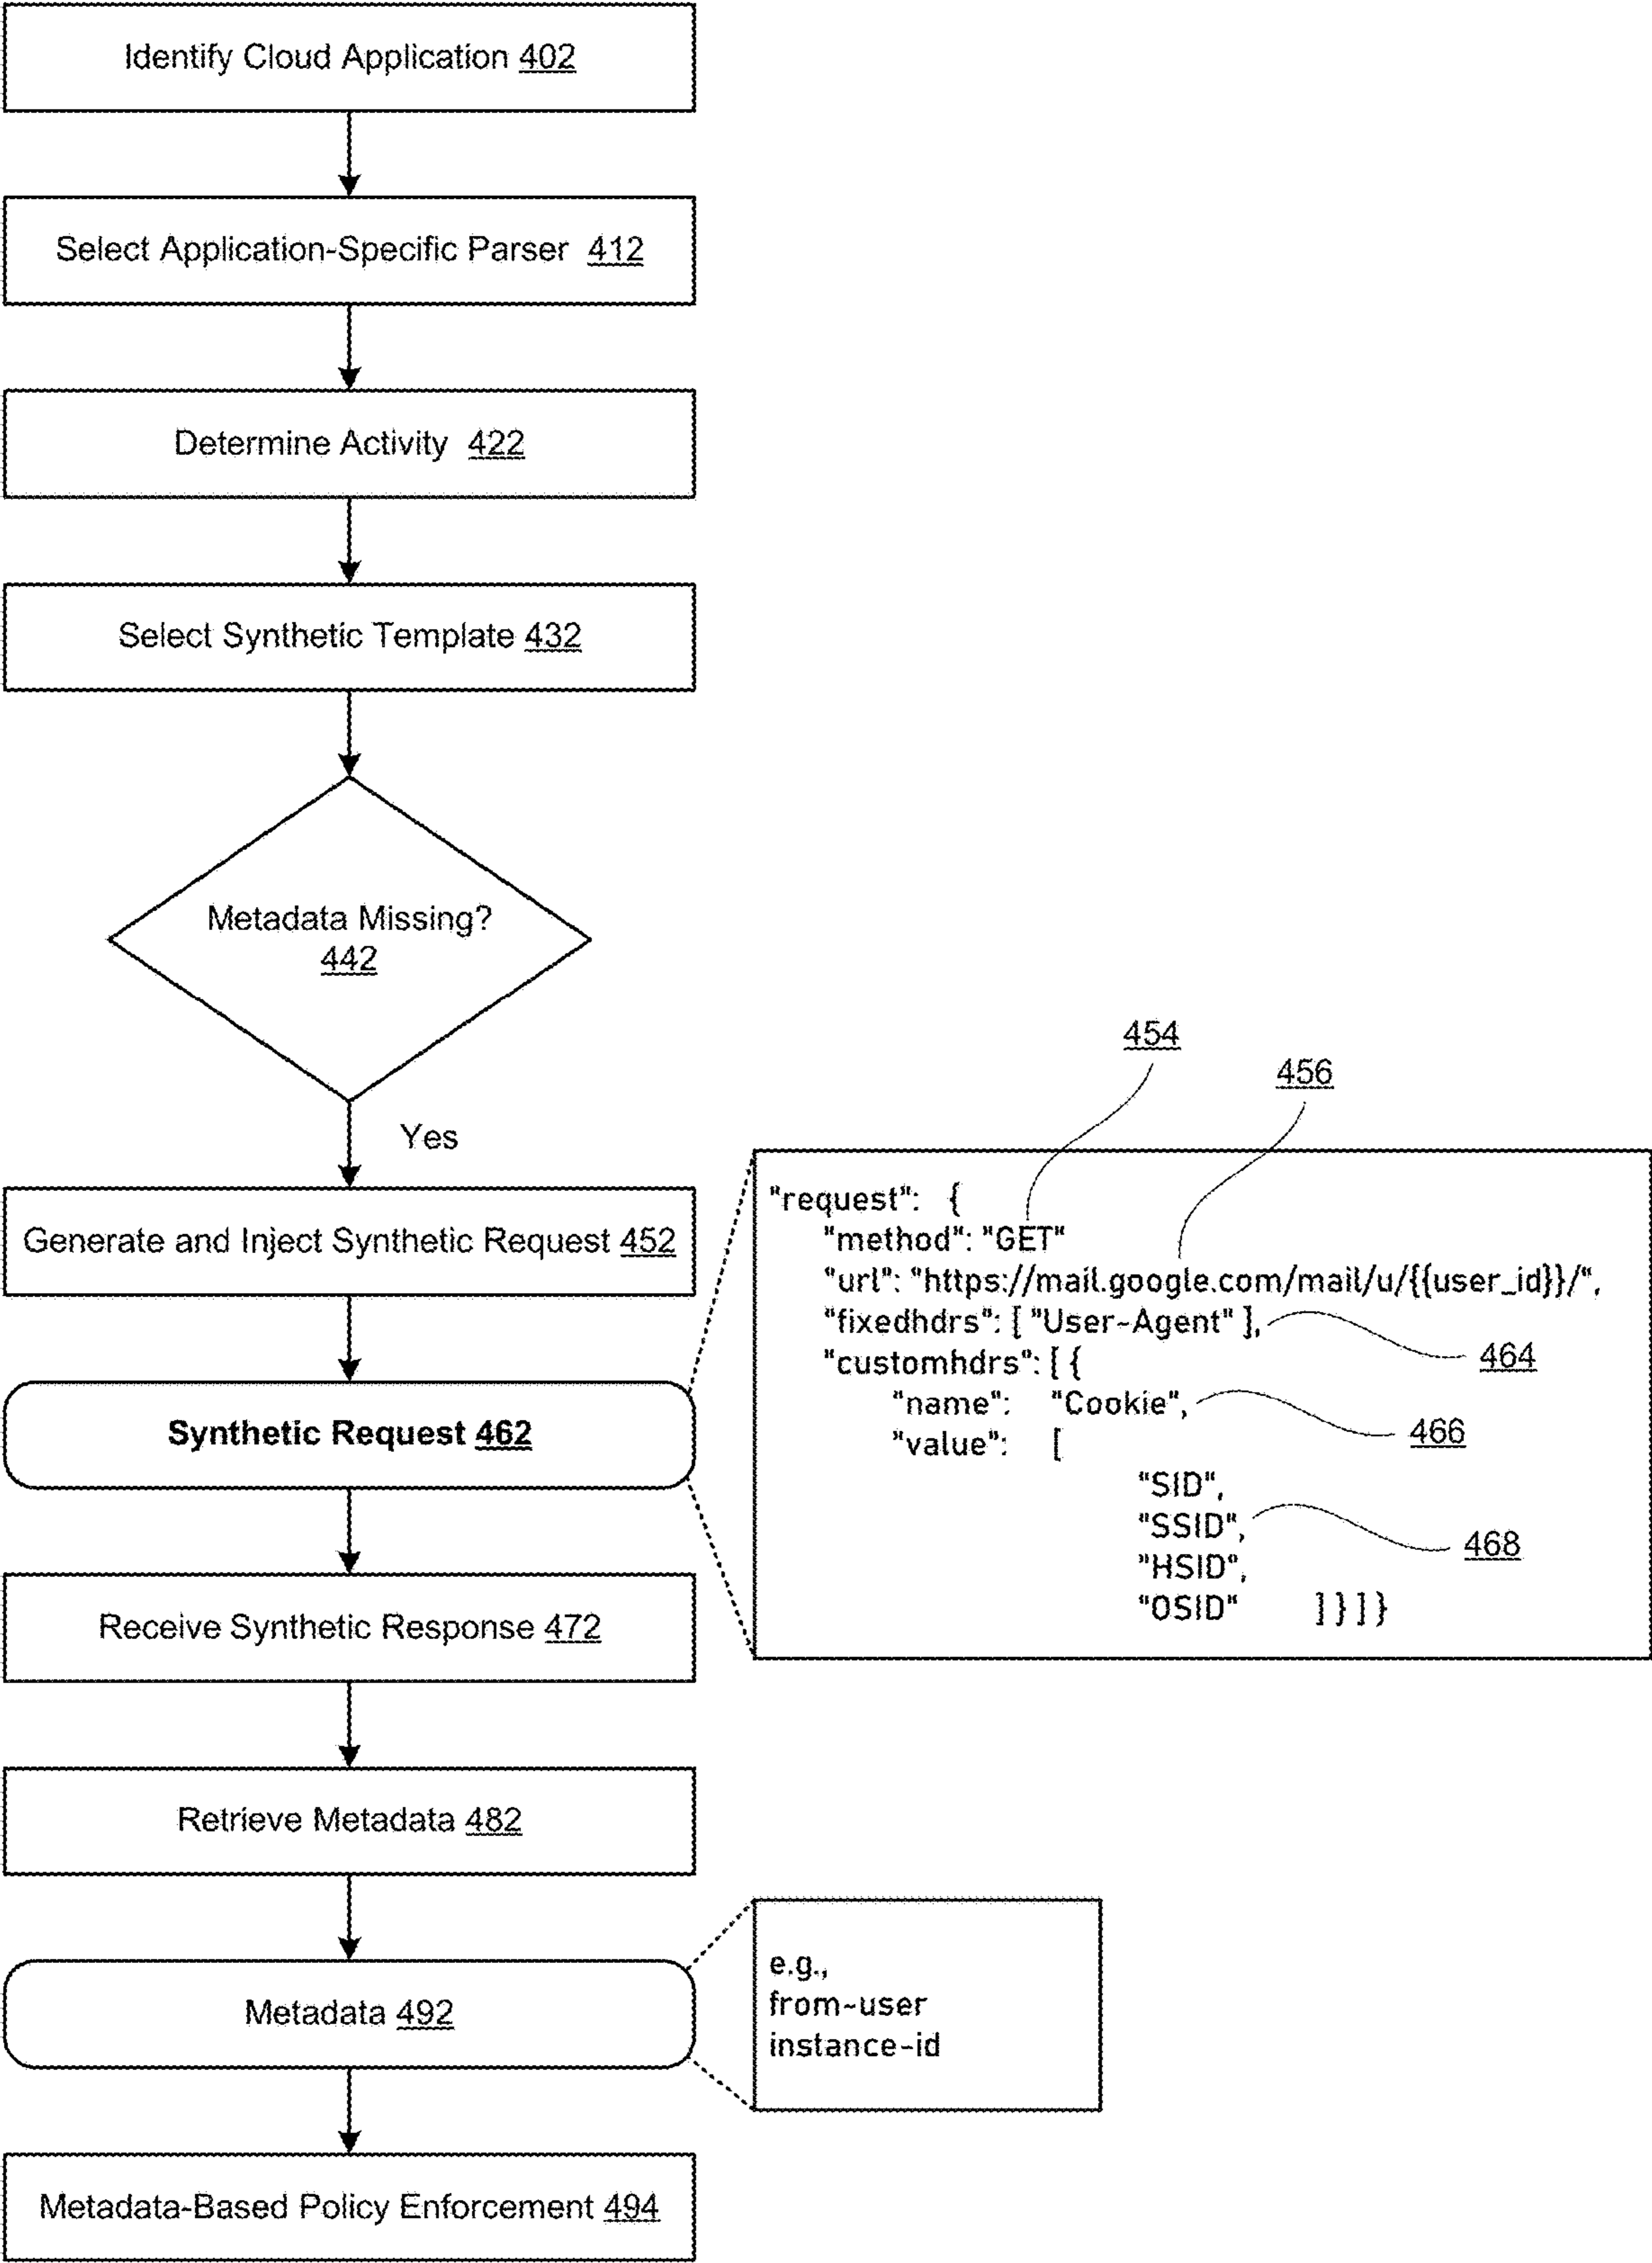 Identify Cloud Application 402
Select Application-Specific Parser 412
Determine Activity 422
Select Synthetic Template 432
Metadata Missing?
442
Yes
Generate and Inject Synthetic Request 452
Synthetic Request 462
454
456
"request": {
"method": "GET"
"url": "https://mail.google.com/mail/u/{{user_id}}/",
"fixedhdrs": [ "User-Agent" ],
464
"customhdrs": [ {
"name": "Cookie",
466
"value": [
"SID",
"SSID",
468
"HSID",
"OSID" ] } ] }
Receive Synthetic Response 472
Retrieve Metadata 482
Metadata 492
e.g.,
from-user
instance-id
Metadata-Based Policy Enforcement 494